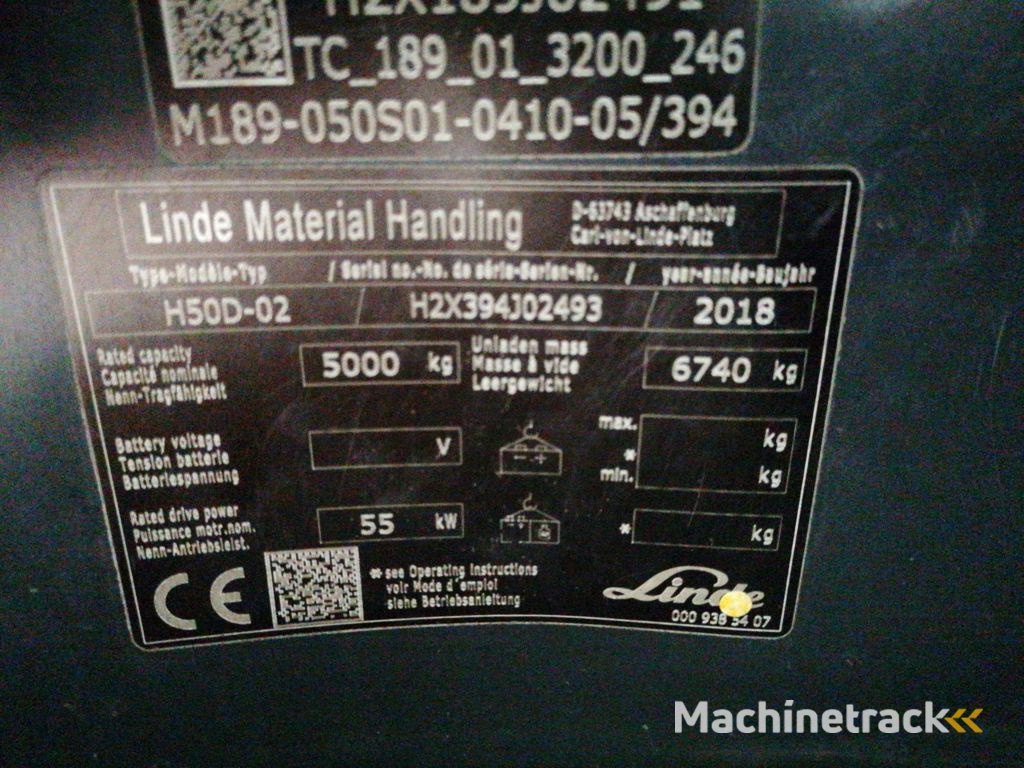 TC_189_01_3200_246
M189-050S01-0410-05/394
Linde Material Handling
D-63743 Aschaffenburg
Carl-von-Linde-Platz
Type-Modèle-Typ / Serial no.-No. de série-Serien-Nr. / year-année-Baujahr
H50D-02 / H2X394J02493 / 2018
Rated capacity
Capacité nominale
Nenn-Tragfähigkeit
5000 kg
Unladen mass
Masse à vide
Leergewicht
6740 kg
Battery voltage
Tension batterie
Batteriespannung
V
- +
max. kg
*
min. kg
Rated drive power
Puissance motr.nom.
Nenn-Antriebsleist.
55 kW
* kg
CE
* see Operating Instructions
voir Mode d'emploi
siehe Betriebsanleitung
Linde
Machinetrack